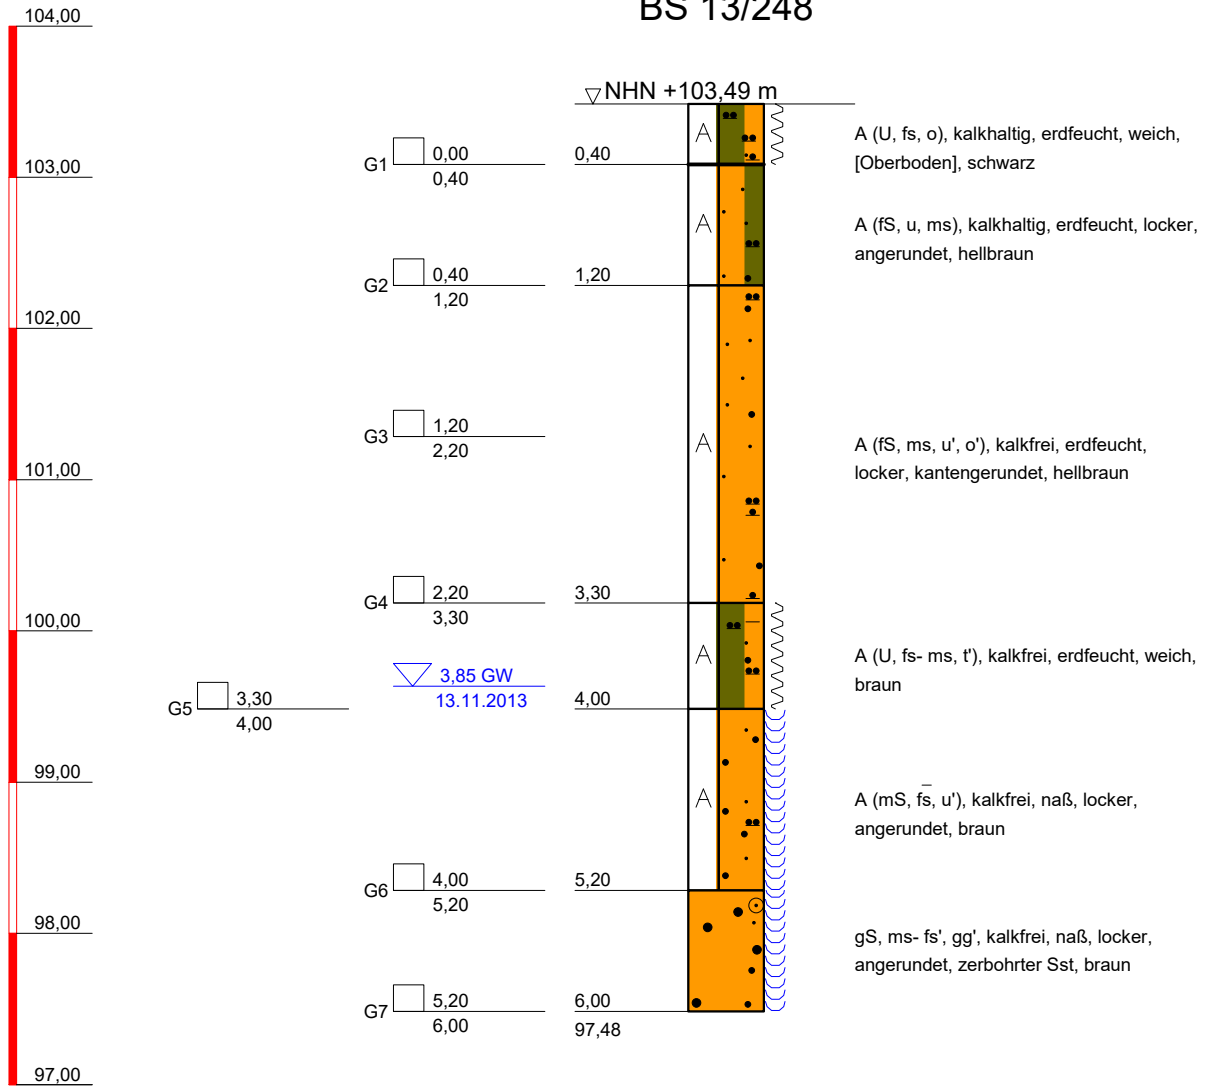 BS 13/248
104,00
NHN +103,49 m
A (U, fs, o), kalkhaltig, erdfeucht, weich,
[Oberboden], schwarz
A
G1 0,00 0,40
0,40
103,00
A (fS, u, ms), kalkhaltig, erdfeucht, locker,
angerundet, hellbraun
A
G2 0,40 1,20
1,20
102,00
G3 1,20
2,20
A
A (fS, ms, u', o'), kalkfrei, erdfeucht,
locker, kantengerundet, hellbraun
101,00
G4 2,20 3,30
3,30
100,00
A
A (U, fs- ms, t'), kalkfrei, erdfeucht, weich,
braun
3,85 GW
13.11.2013
G5 3,30 4,00
4,00
99,00
A
A (mS, fs̅, u'), kalkfrei, naß, locker,
angerundet, braun
G6 4,00 5,20
5,20
98,00
gS, ms- fs', gg', kalkfrei, naß, locker,
angerundet, zerbohrter Sst, braun
G7 5,20 6,00
6,00 97,48
97,00